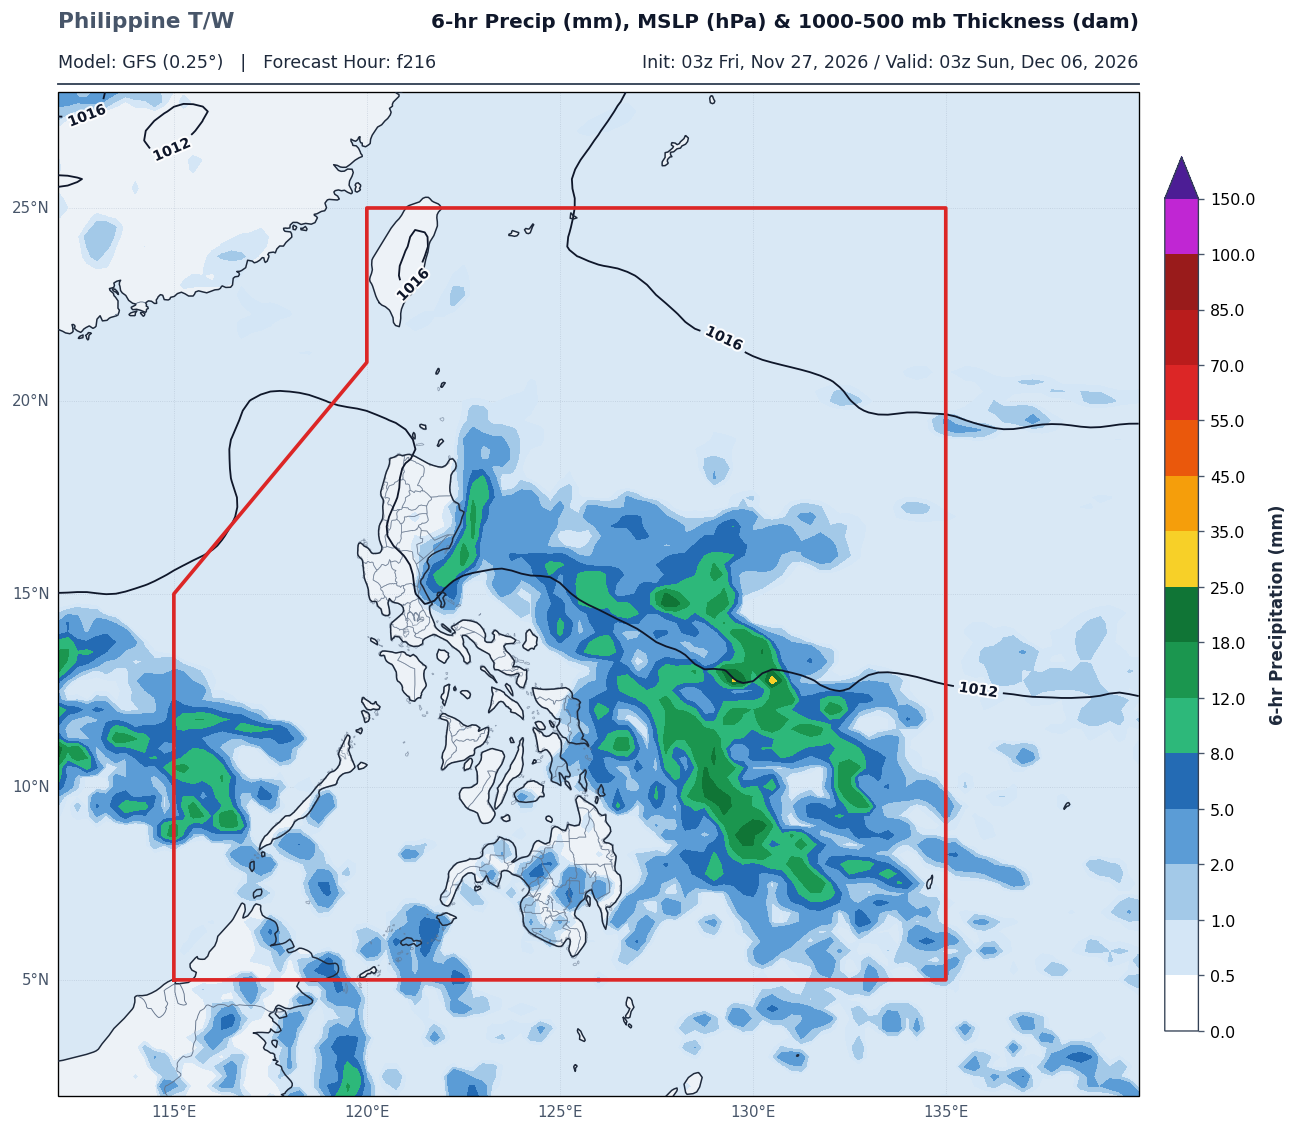 Philippine T/W
6-hr Precip (mm), MSLP (hPa) & 1000-500 mb Thickness (dam)
Model: GFS (0.25°) | Forecast Hour: f216
Init: 03z Fri, Nov 27, 2026 / Valid: 03z Sun, Dec 06, 2026
1016
1012
1016
1016
1012
25°N
20°N
15°N
10°N
5°N
115°E
120°E
125°E
130°E
135°E
150.0
100.0
85.0
70.0
55.0
45.0
35.0
25.0
18.0
12.0
8.0
5.0
2.0
1.0
0.5
0.0
6-hr Precipitation (mm)